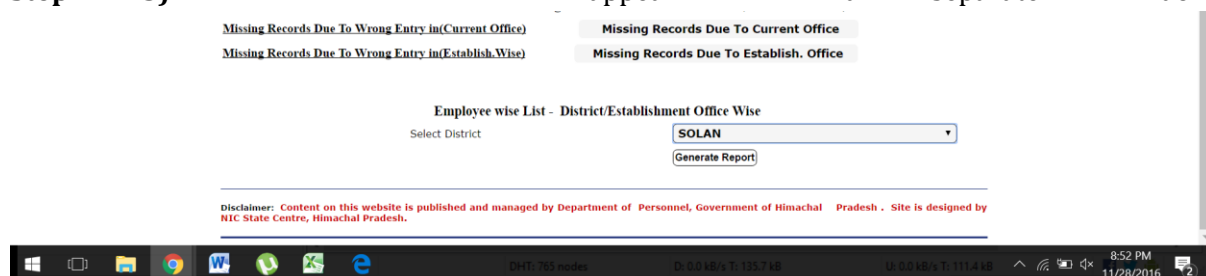 Missing Records Due To Wrong Entry in(Current Office) Missing Records Due To Current Office
Missing Records Due To Wrong Entry in(Establish.Wise) Missing Records Due To Establish. Office
Employee wise List - District/Establishment Office Wise
Select District SOLAN
Generate Report
Disclaimer: Content on this website is published and managed by Department of Personnel, Government of Himachal Pradesh . Site is designed by
NIC State Centre, Himachal Pradesh.
DHT: 765 nodes D: 0.0 kB/s T: 135.7 kB U: 0.0 kB/s T: 111.4 kB 8:52 PM
11/28/2016 2